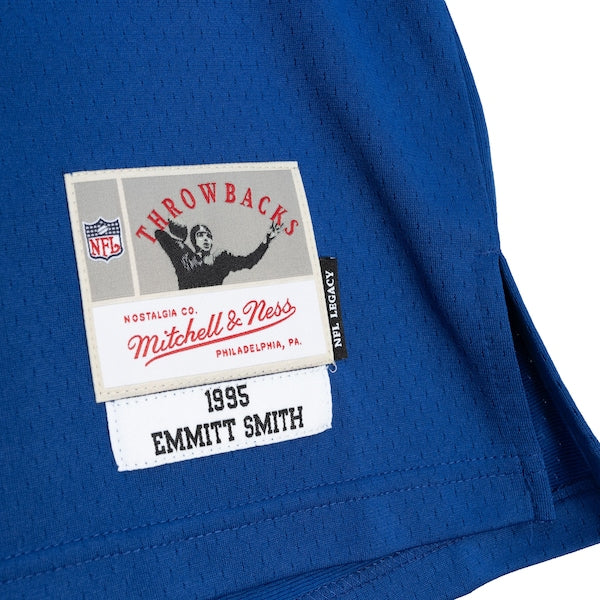 THROWBACKS
NFL
NOSTALGIA CO.
Mitchell & Ness
PHILADELPHIA, PA.
NFL LEGACY
1995
EMMITT SMITH